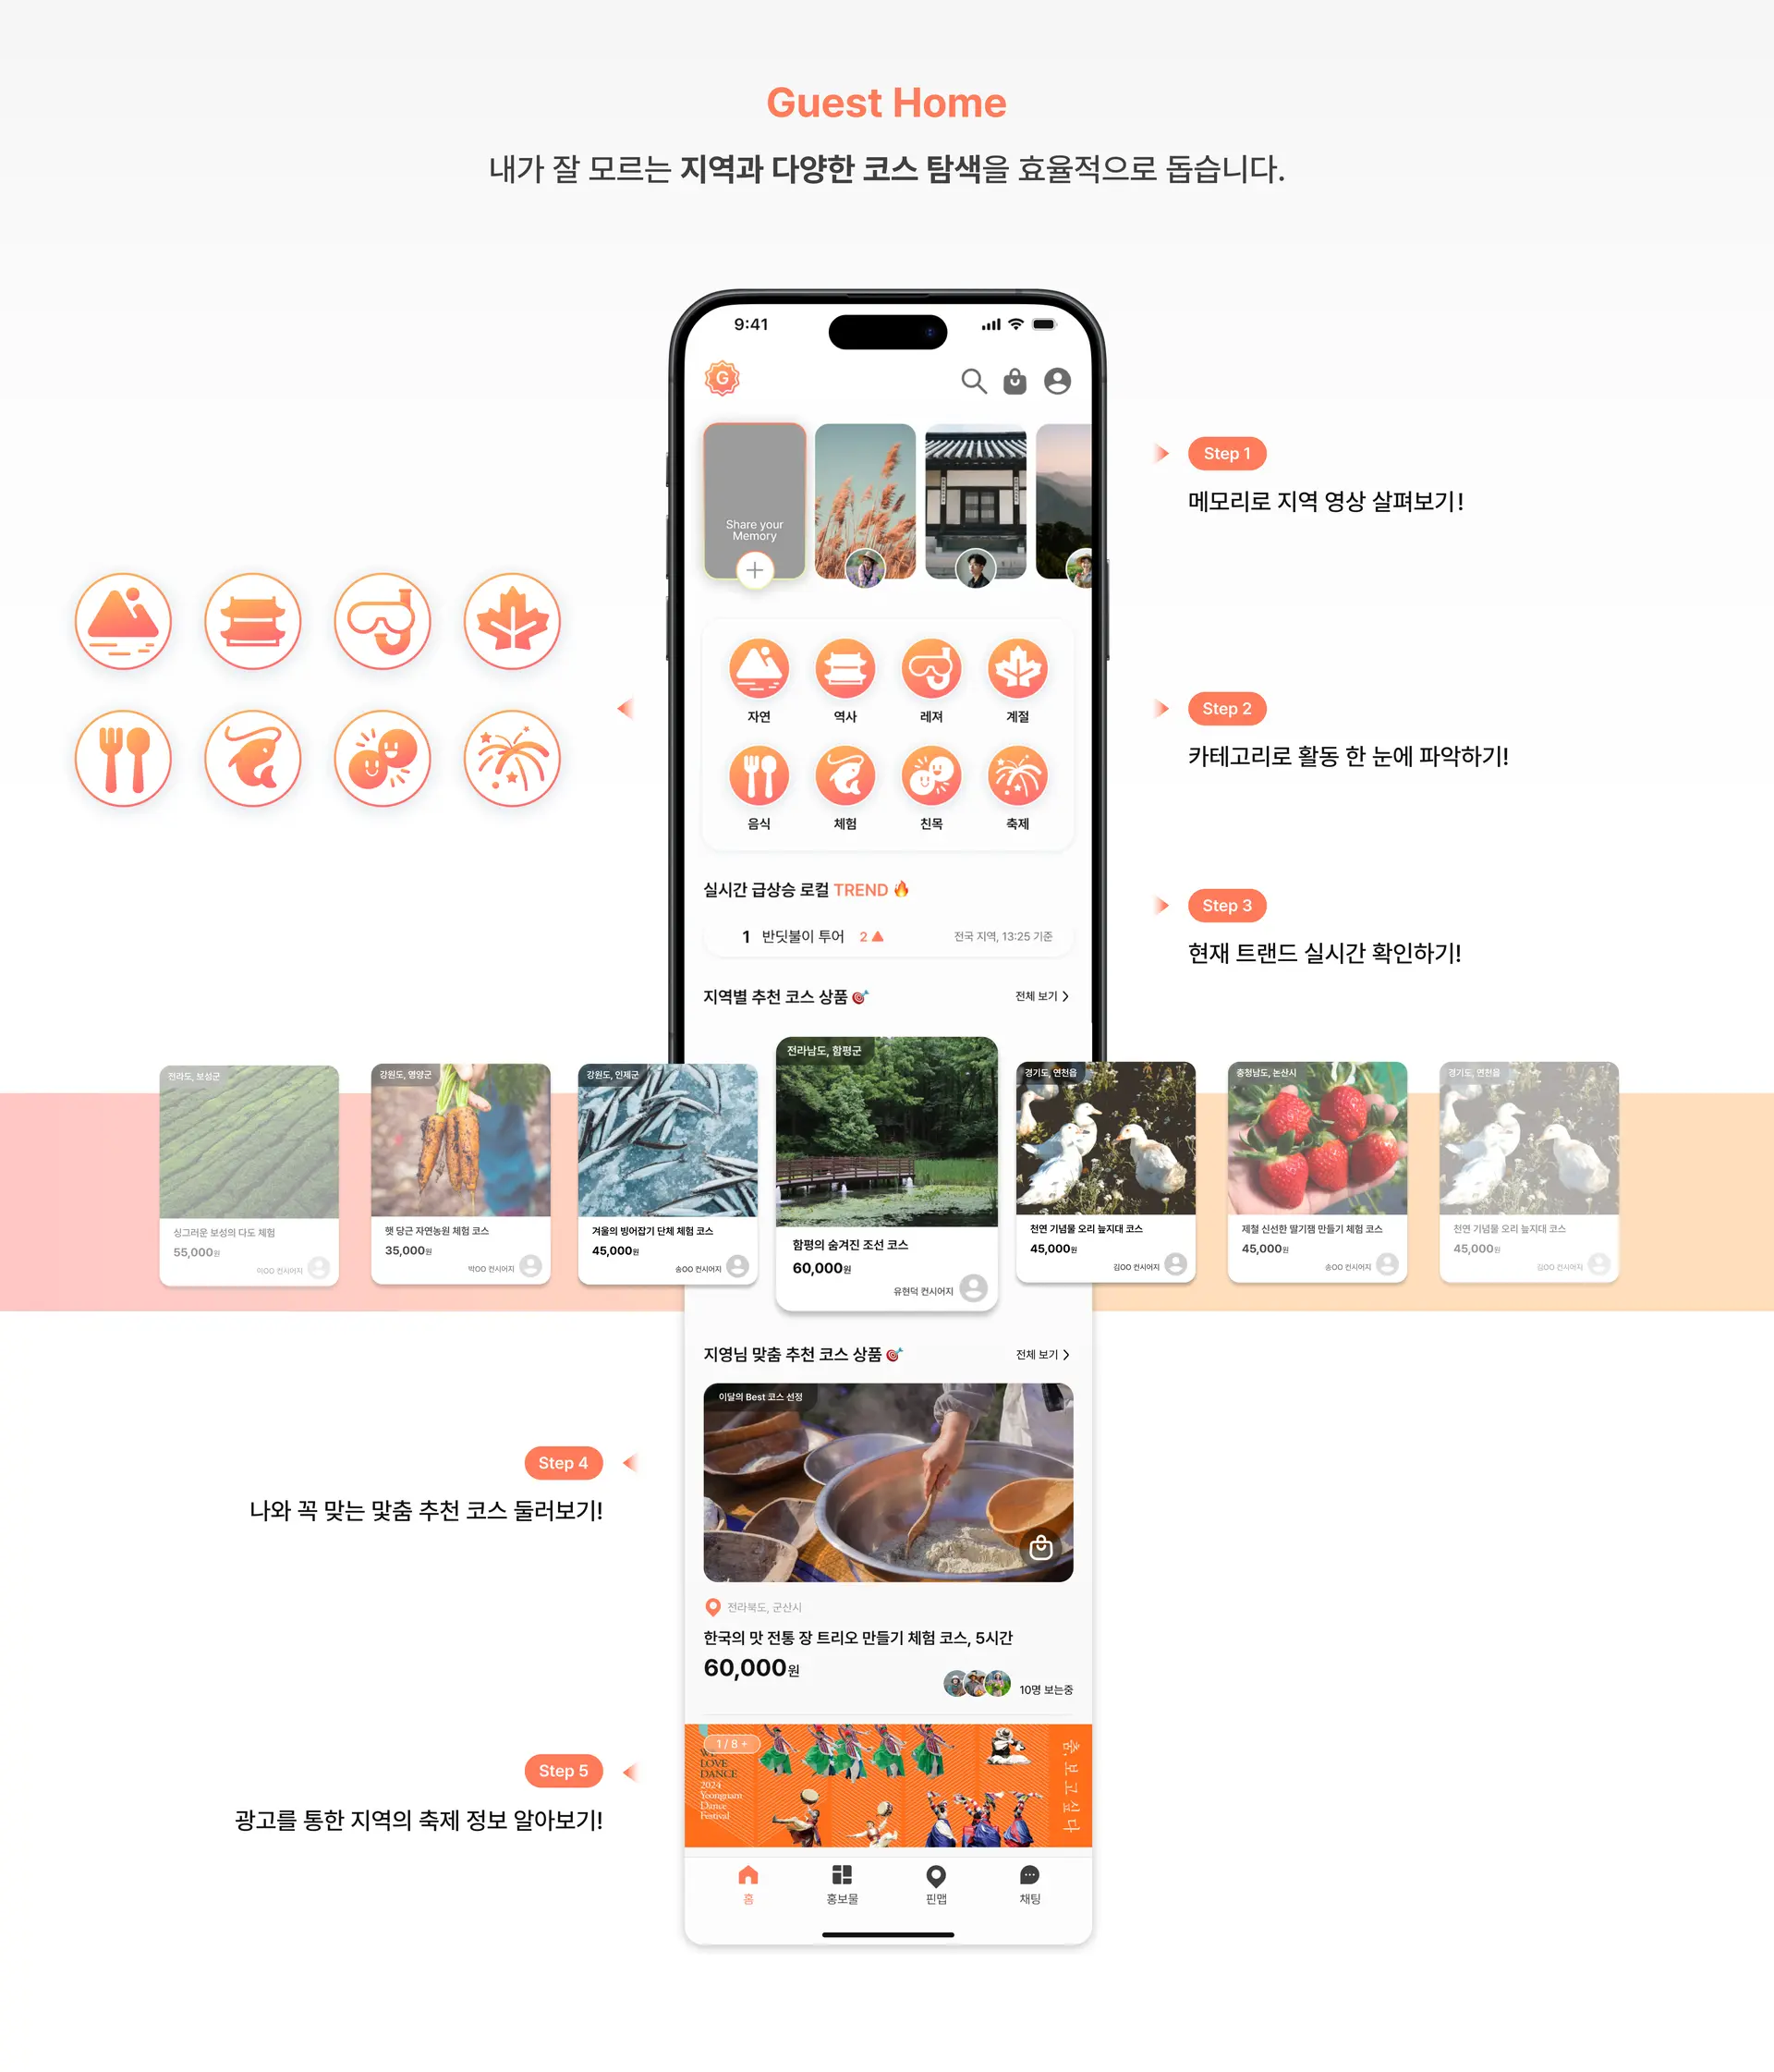 Guest Home
내가 잘 모르는 지역과 다양한 코스 탐색을 효율적으로 돕습니다.
9:41
G
Share your
Memory
Step 1
메모리로 지역 영상 살펴보기!
자연
역사
레져
계절
음식
체험
친목
축제
Step 2
카테고리로 활동 한 눈에 파악하기!
실시간 급상승 로컬 TREND
1 반딧불이 투어 2
전국 지역, 13:25 기준
Step 3
현재 트랜드 실시간 확인하기!
지역별 추천 코스 상품
전체 보기
전라도, 보성군
싱그러운 보성의 다도 체험
55,000원
이OO 컨시어지
강원도, 영양군
햇 당근 자연농원 체험 코스
35,000원
박OO 컨시어지
강원도, 인제군
겨울의 빙어잡기 단체 체험 코스
45,000원
송OO 컨시어지
전라남도, 함평군
함평의 숨겨진 조선 코스
60,000원
유현덕 컨시어지
경기도, 연천읍
천연 기념물 오리 늪지대 코스
45,000원
김OO 컨시어지
충청남도, 논산시
제철 신선한 딸기잼 만들기 체험 코스
45,000원
송OO 컨시어지
경기도, 연천읍
천연 기념물 오리 늪지대 코스
45,000원
김OO 컨시어지
지영님 맞춤 추천 코스 상품
전체 보기
이달의 Best 코스 선정
Step 4
나와 꼭 맞는 맟춤 추천 코스 둘러보기!
전라북도, 군산시
한국의 맛 전통 장 트리오 만들기 체험 코스, 5시간
60,000원
10명 보는중
Step 5
광고를 통한 지역의 축제 정보 알아보기!
1 / 8 +
WE
LOVE
DANCE
2024
Yeongnam
Dance
Festival
춤, 보고 싶다
홈
홍보물
핀맵
채팅